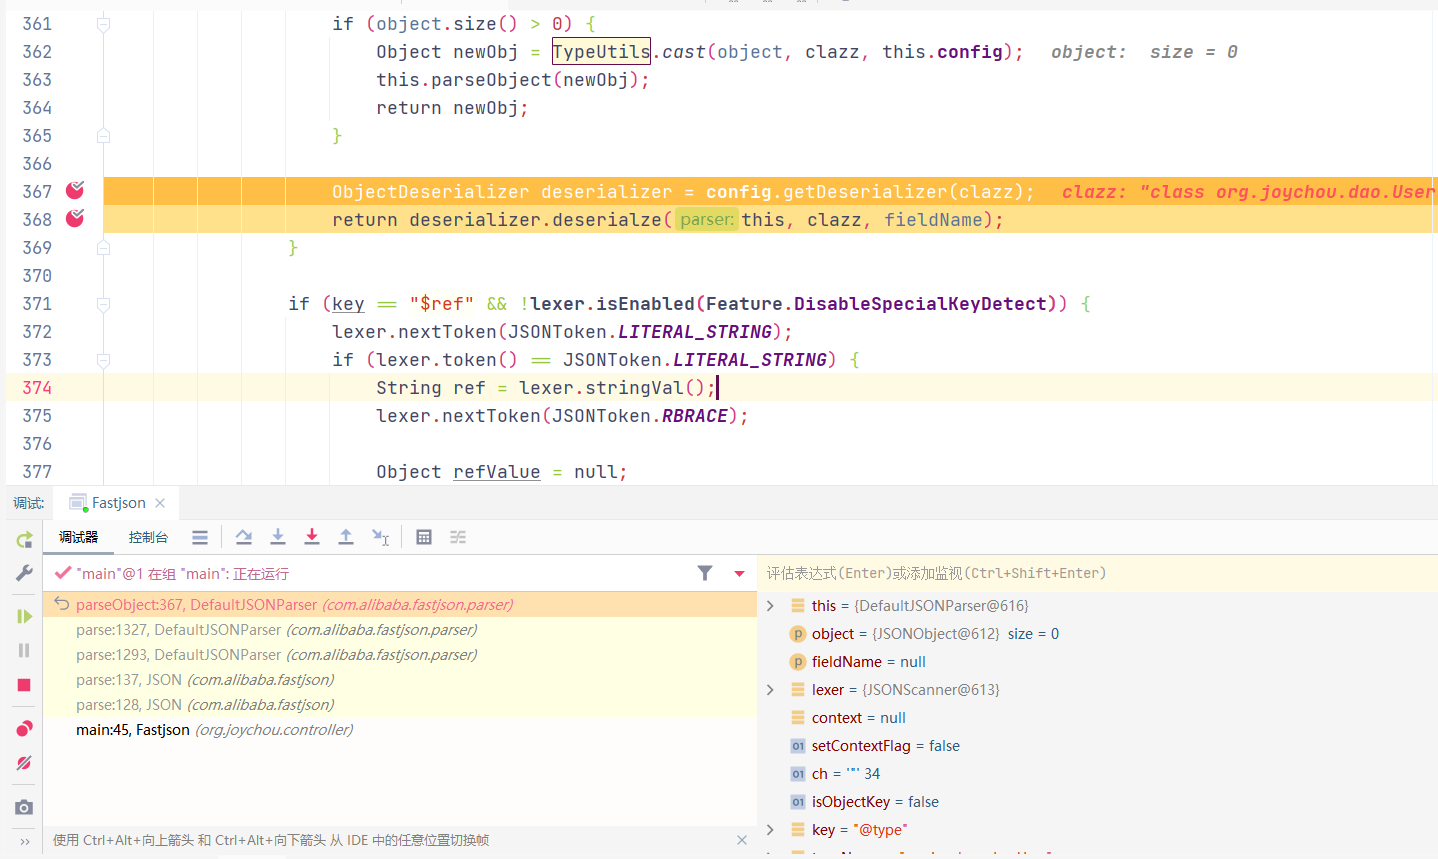 361 if (object.size() > 0) {
362 Object newObj = TypeUtils.cast(object, clazz, this.config); object: size = 0
363 this.parseObject(newObj);
364 return newObj;
365 }
366
367 ObjectDeserializer deserializer = config.getDeserializer(clazz); clazz: "class org.joychou.dao.User
368 return deserializer.deserialze( parser: this, clazz, fieldName);
369 }
370
371 if (key == "$ref" && !lexer.isEnabled(Feature.DisableSpecialKeyDetect)) {
372 lexer.nextToken(JSONToken.LITERAL_STRING);
373 if (lexer.token() == JSONToken.LITERAL_STRING) {
374 String ref = lexer.stringVal();
375 lexer.nextToken(JSONToken.RBRACE);
376
377 Object refValue = null;
调试: Fastjson
调试器 控制台
"main"@1 在组 "main": 正在运行
parseObject:367, DefaultJSONParser (com.alibaba.fastjson.parser)
parse:1327, DefaultJSONParser (com.alibaba.fastjson.parser)
parse:1293, DefaultJSONParser (com.alibaba.fastjson.parser)
parse:137, JSON (com.alibaba.fastjson)
parse:128, JSON (com.alibaba.fastjson)
main:45, Fastjson (org.joychou.controller)
使用 Ctrl+Alt+向上箭头 和 Ctrl+Alt+向下箭头 从 IDE 中的任意位置切换帧
评估表达式(Enter)或添加监视(Ctrl+Shift+Enter)
this = {DefaultJSONParser@616}
object = {JSONObject@612} size = 0
fieldName = null
lexer = {JSONScanner@613}
context = null
setContextFlag = false
ch = '"' 34
isObjectKey = false
key = "@type"